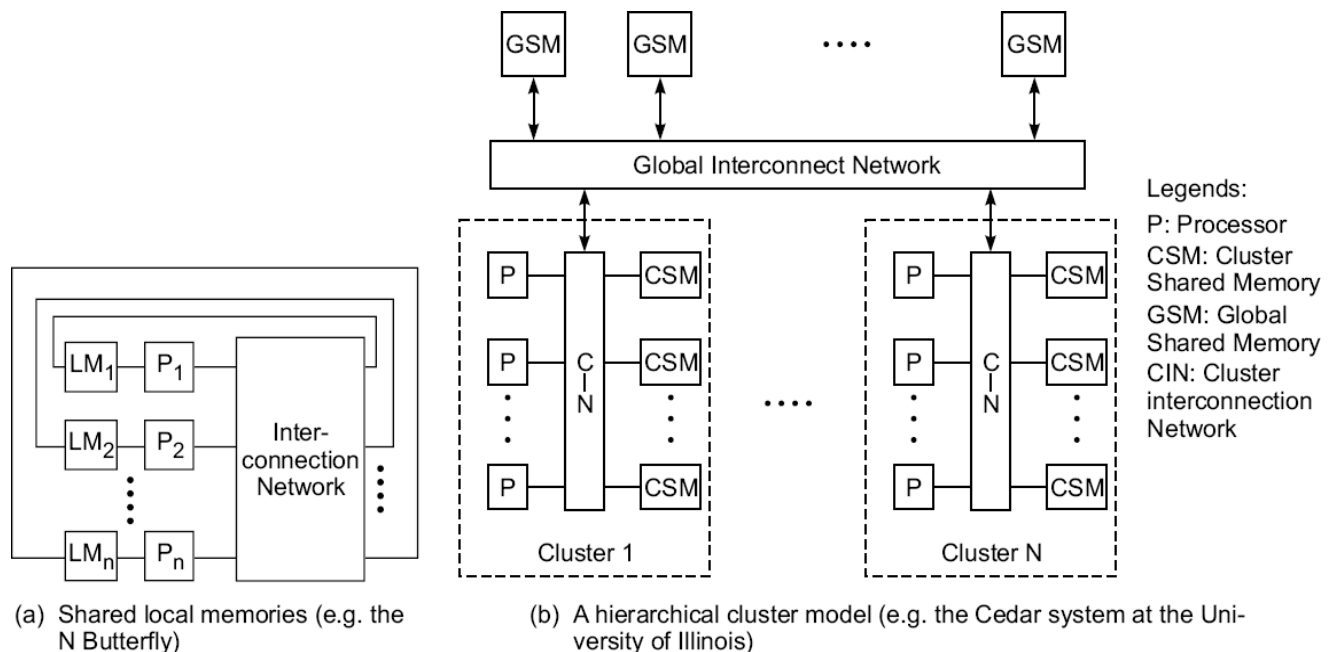 GSM GSM .... GSM
Global Interconnect Network
Legends:
P: Processor
CSM: Cluster
Shared Memory
GSM: Global
Shared Memory
CIN: Cluster
interconnection
Network
LM1 P1
LM2 P2
LMn Pn
Inter-
connection
Network
P CSM
P C CSM
I
N
P CSM
Cluster 1
....
P CSM
P C CSM
I
N
P CSM
Cluster N
(a) Shared local memories (e.g. the
N Butterfly)
(b) A hierarchical cluster model (e.g. the Cedar system at the Uni-
versity of Illinois)